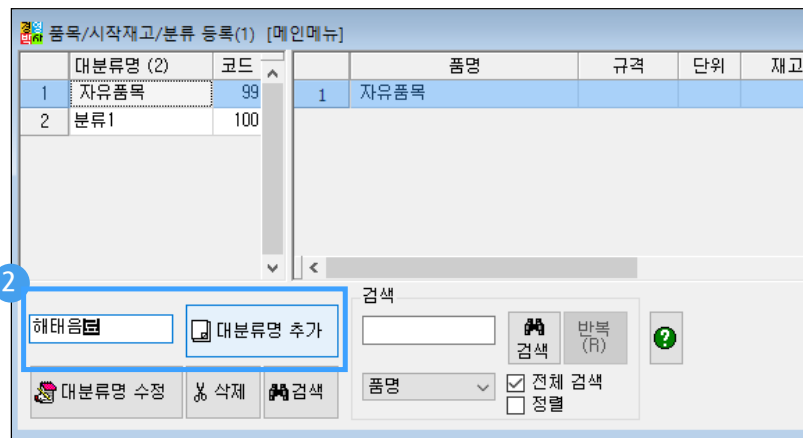 경영박사 품목/시작재고/분류 등록(1) [메인메뉴]
대분류명 (2) 코드 품명 규격 단위 재고
1 자유품목 99 1 자유품목
2 분류1 100
2
검색
해태음료 대분류명 추가 검색 반복(R) ?
대분류명 수정 삭제 검색 품명 전체 검색
정렬